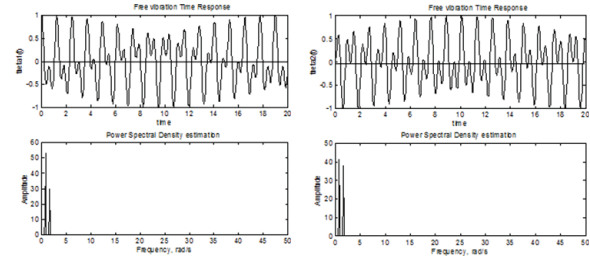 Free vibration Time Response
theta1(t)
1
0.5
0
-0.5
-1
0 2 4 6 8 10 12 14 16 18 20
time
Power Spectral Density estimation
Amplitude
60
50
40
30
20
10
0
0 5 10 15 20 25 30 35 40 45 50
Frequency, rad/s
Free vibration Time Response
theta2(t)
1
0.5
0
-0.5
-1
0 2 4 6 8 10 12 14 16 18 20
time
Power Spectral Density estimation
Amplitude
50
40
30
20
10
0
0 5 10 15 20 25 30 35 40 45 50
Frequency, rad/s